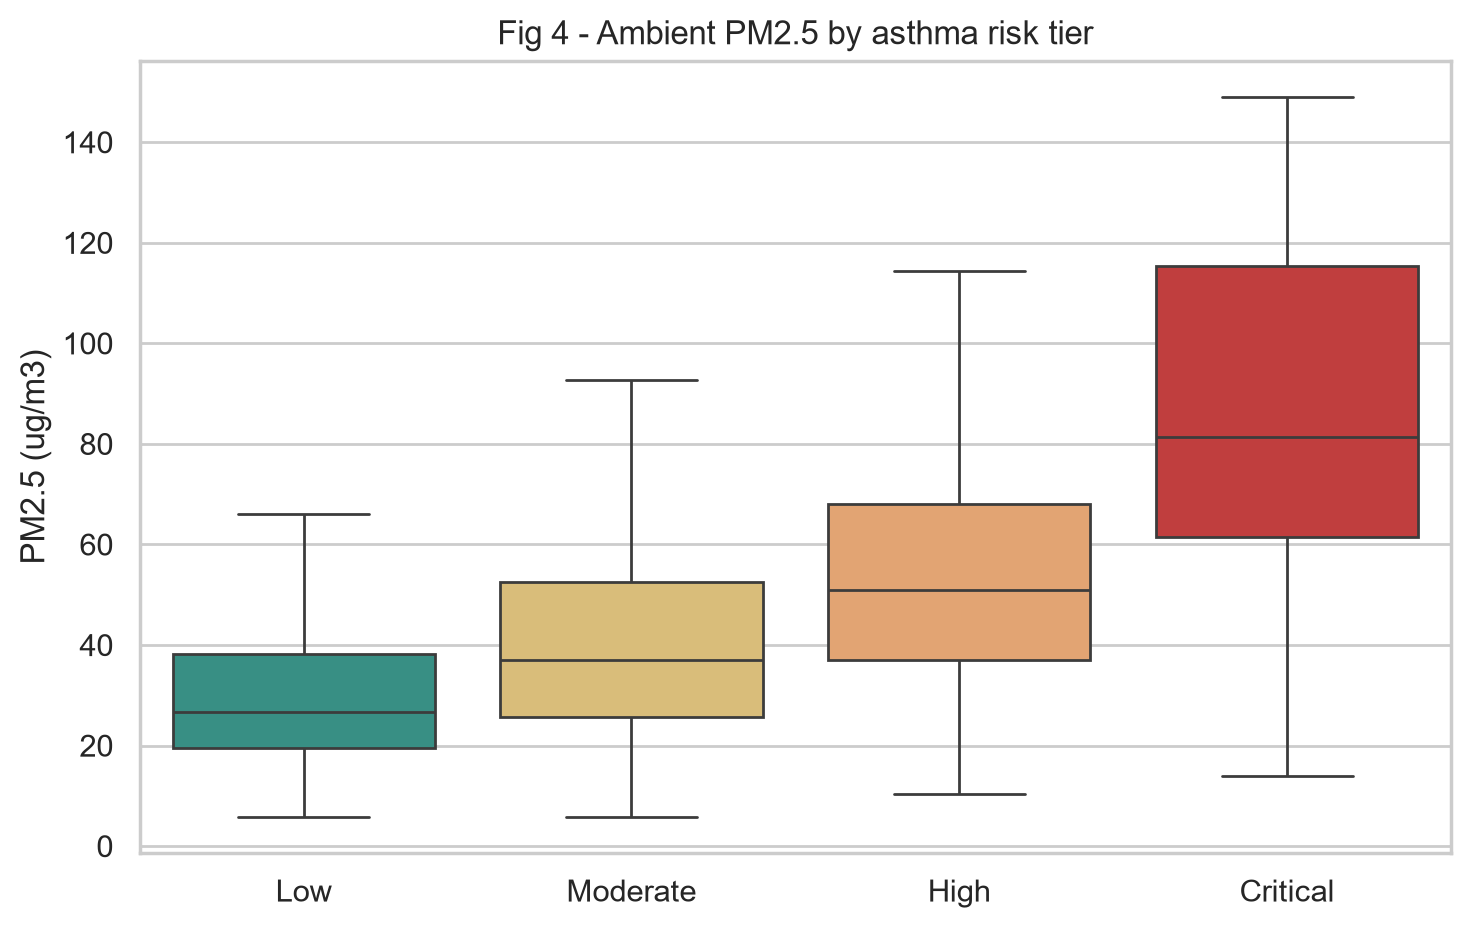 Fig 4 - Ambient PM2.5 by asthma risk tier
PM2.5 (ug/m3)
140
120
100
80
60
40
20
0
Low
Moderate
High
Critical